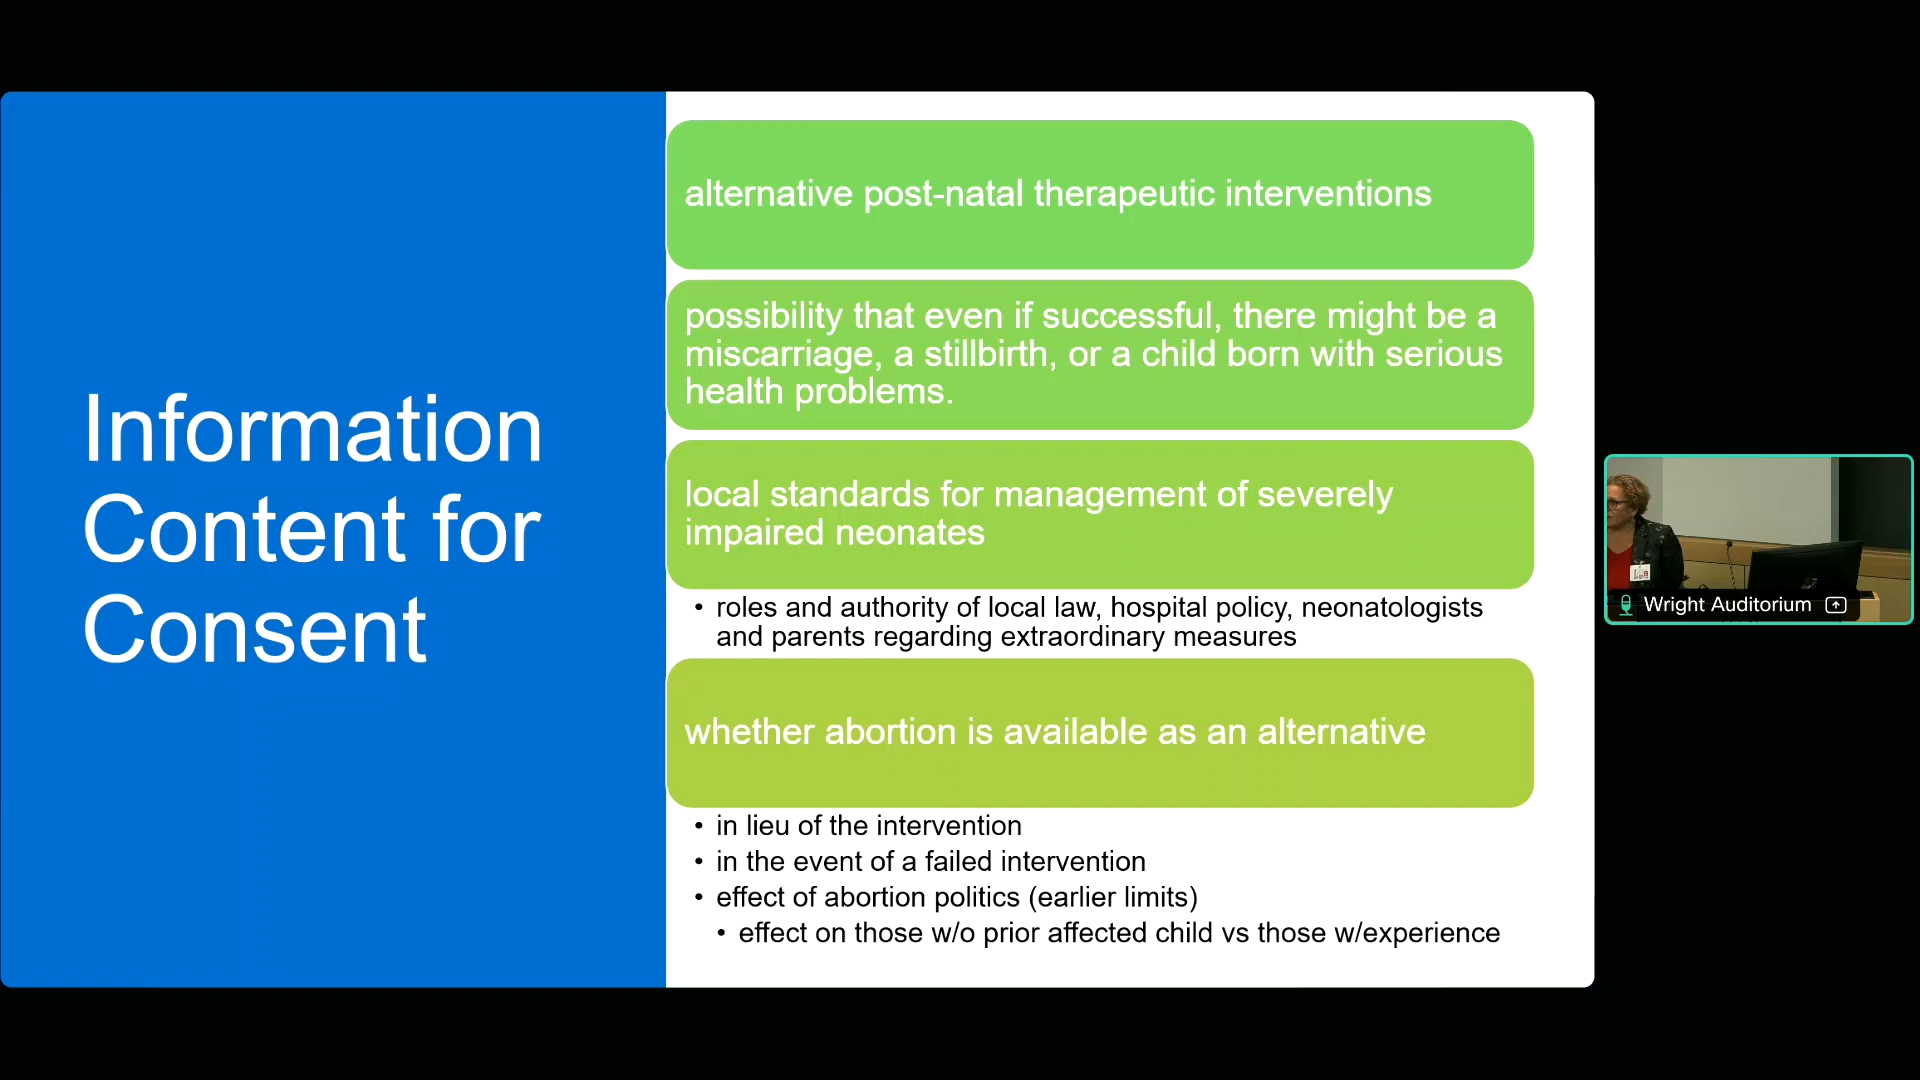 Information
Content for
Consent
alternative post-natal therapeutic interventions
possibility that even if successful, there might be a
miscarriage, a stillbirth, or a child born with serious
health problems.
local standards for management of severely
impaired neonates
• roles and authority of local law, hospital policy, neonatologists
and parents regarding extraordinary measures
whether abortion is available as an alternative
• in lieu of the intervention
• in the event of a failed intervention
• effect of abortion politics (earlier limits)
• effect on those w/o prior affected child vs those w/experience
Wright Auditorium